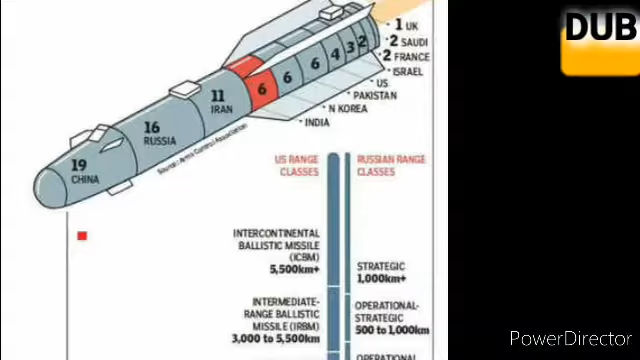 DUB
1 UK
2 SAUDI
2 FRANCE
2
3
4
6
6
6
ISRAEL
US
PAKISTAN
N KOREA
INDIA
11
IRAN
16
RUSSIA
19
CHINA
Source: Arms Control Association
US RANGE
CLASSES
RUSSIAN RANGE
CLASSES
INTERCONTINENTAL
BALLISTIC MISSILE
(ICBM)
5,500km+
STRATEGIC
1,000km+
INTERMEDIATE-
RANGE BALLISTIC
MISSILE (IRBM)
3,000 to 5,500km
OPERATIONAL-
STRATEGIC
500 to 1,000km
OPERATIONAL
PowerDirector